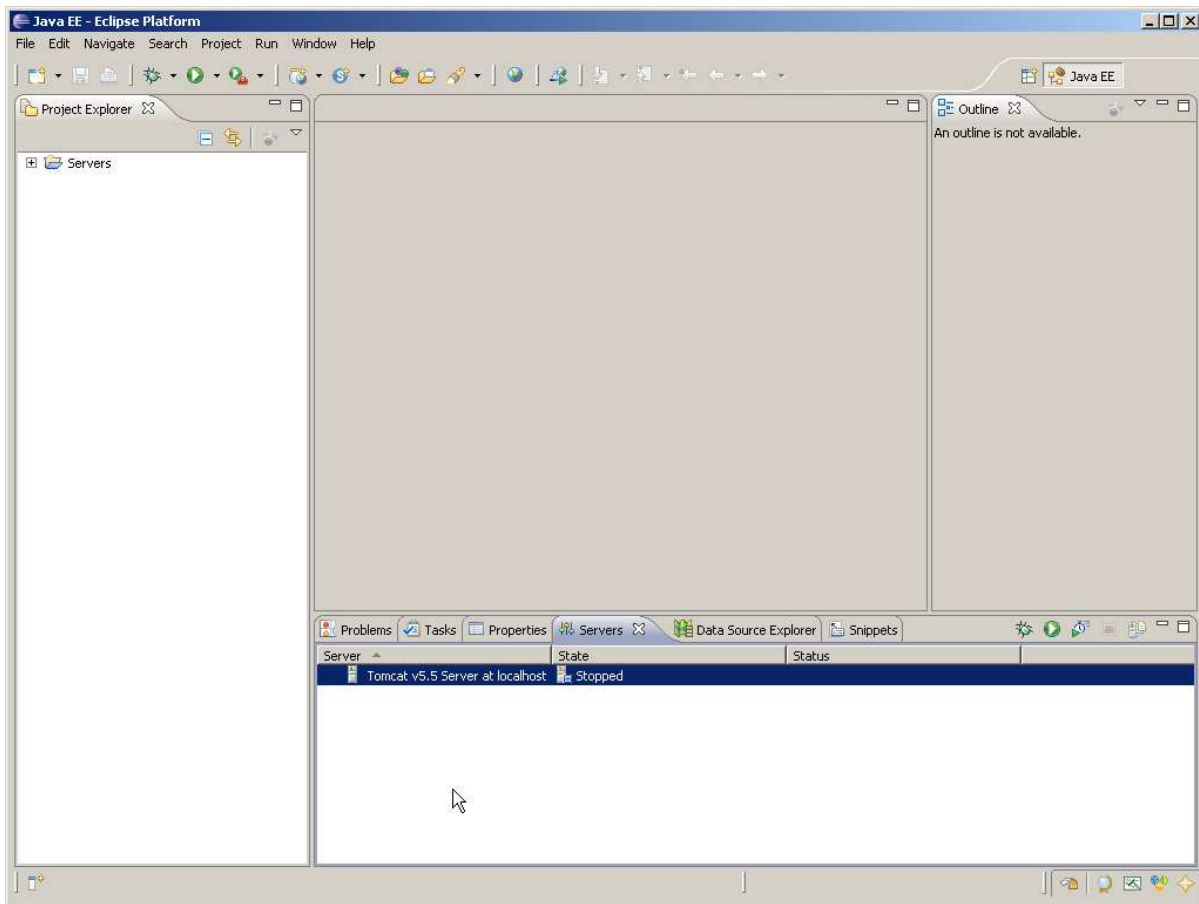 Java EE - Eclipse Platform
File Edit Navigate Search Project Run Window Help
Java EE
Project Explorer
Outline
An outline is not available.
Servers
Problems Tasks Properties Servers Data Source Explorer Snippets
Server State Status
Tomcat v5.5 Server at localhost Stopped